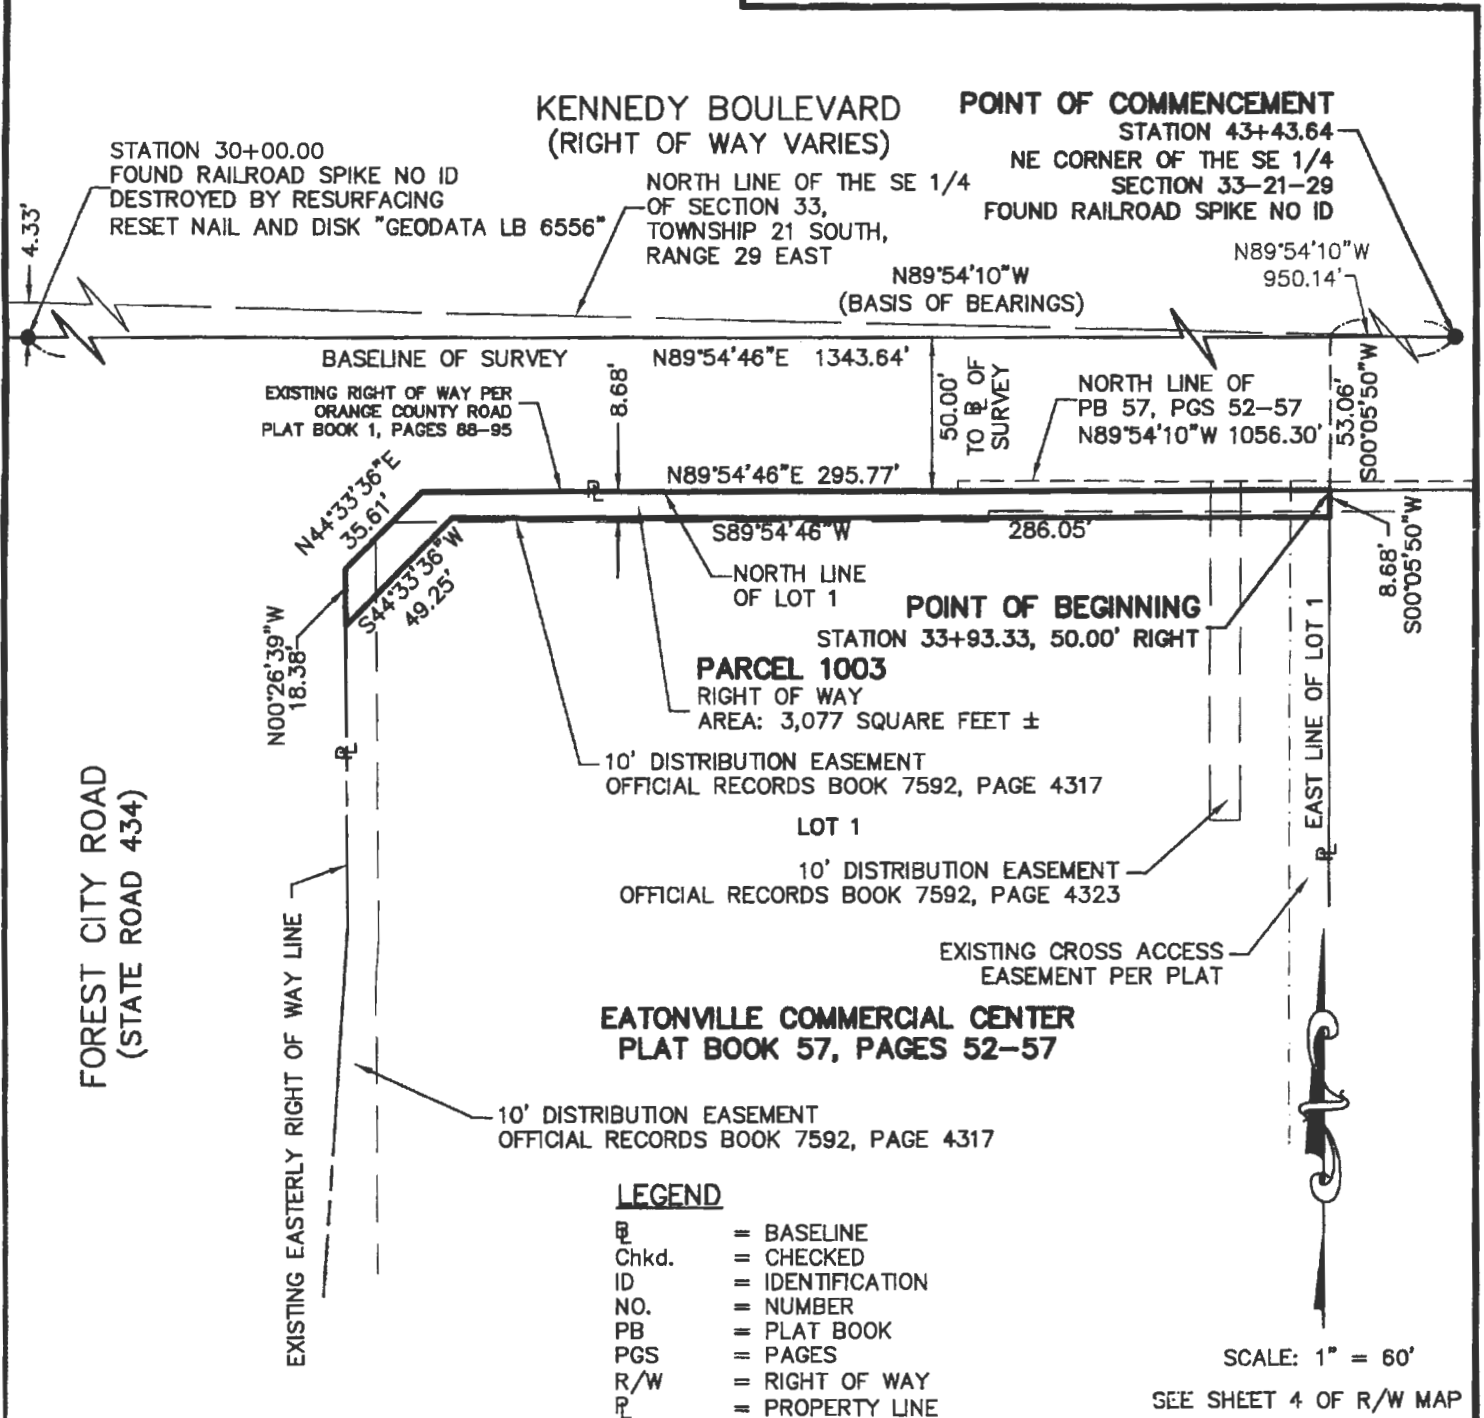 KENNEDY BOULEVARD
(RIGHT OF WAY VARIES)
POINT OF COMMENCEMENT
STATION 43+43.64
NE CORNER OF THE SE 1/4
SECTION 33-21-29
FOUND RAILROAD SPIKE NO ID
STATION 30+00.00
FOUND RAILROAD SPIKE NO ID
DESTROYED BY RESURFACING
RESET NAIL AND DISK "GEODATA LB 6556"
4.33'
NORTH LINE OF THE SE 1/4
OF SECTION 33,
TOWNSHIP 21 SOUTH,
RANGE 29 EAST
N89°54'10"W
(BASIS OF BEARINGS)
N89°54'10"W
950.14'
BASELINE OF SURVEY
N89°54'46"E 1343.64'
EXISTING RIGHT OF WAY PER
ORANGE COUNTY ROAD
PLAT BOOK 1, PAGES 88-95
8.68'
50.00'
TO BL OF
SURVEY
NORTH LINE OF
PB 57, PGS 52-57
N89°54'10"W 1056.30'
53.06'
S00°05'50"W
N89°54'46"E 295.77'
PL
N44°33'36"E
35.61'
S89°54'46"W
286.05'
S44°33'36"W
49.25'
NORTH LINE
OF LOT 1
8.68'
S00°05'50"W
POINT OF BEGINNING
STATION 33+93.33, 50.00' RIGHT
N00°26'39"W
18.38'
PARCEL 1003
RIGHT OF WAY
AREA: 3,077 SQUARE FEET ±
PL
EAST LINE OF LOT 1
10' DISTRIBUTION EASEMENT
OFFICIAL RECORDS BOOK 7592, PAGE 4317
LOT 1
PL
10' DISTRIBUTION EASEMENT
OFFICIAL RECORDS BOOK 7592, PAGE 4323
FOREST CITY ROAD
(STATE ROAD 434)
EXISTING EASTERLY RIGHT OF WAY LINE
EXISTING CROSS ACCESS
EASEMENT PER PLAT
EATONVILLE COMMERCIAL CENTER
PLAT BOOK 57, PAGES 52-57
10' DISTRIBUTION EASEMENT
OFFICIAL RECORDS BOOK 7592, PAGE 4317
LEGEND
BL = BASELINE
Chkd. = CHECKED
ID = IDENTIFICATION
NO. = NUMBER
PB = PLAT BOOK
PGS = PAGES
R/W = RIGHT OF WAY
PL = PROPERTY LINE
SCALE: 1" = 60'
SEE SHEET 4 OF R/W MAP